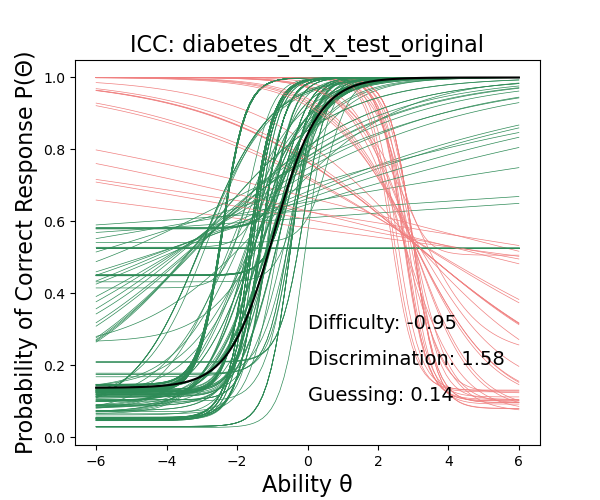 ICC: diabetes_dt_x_test_original
Probability of Correct Response P(Θ)
1.0
0.8
0.6
0.4
0.2
0.0
Difficulty: -0.95
Discrimination: 1.58
Guessing: 0.14
−6
−4
−2
0
2
4
6
Ability θ